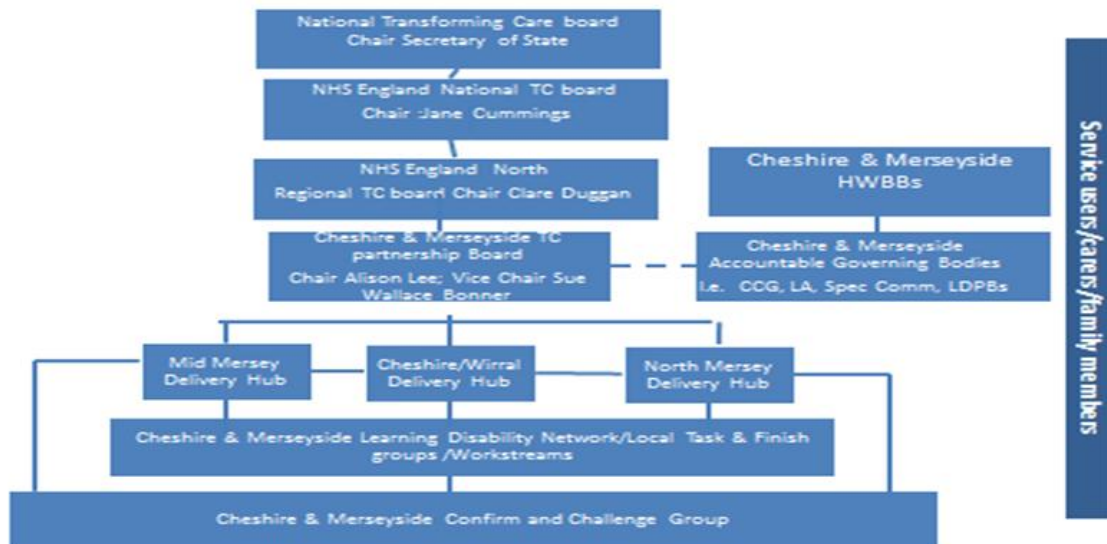 National Transforming Care board
Chair Secretary of State
NHS England National TC board
Chair :Jane Cummings
NHS England North
Regional TC board Chair Clare Duggan
Cheshire & Merseyside
HWBBs
Cheshire & Merseyside TC
partnership Board
Chair Alison Lee; Vice Chair Sue
Wallace Bonner
Cheshire & Merseyside
Accountable Governing Bodies
I.e. CCG, LA, Spec Comm, LDPBs
Mid Mersey
Delivery Hub
Cheshire/Wirral
Delivery Hub
North Mersey
Delivery Hub
Cheshire & Merseyside Learning Disability Network/Local Task & Finish
groups /Workstreams
Cheshire & Merseyside Confirm and Challenge Group
Service users/carers/family members